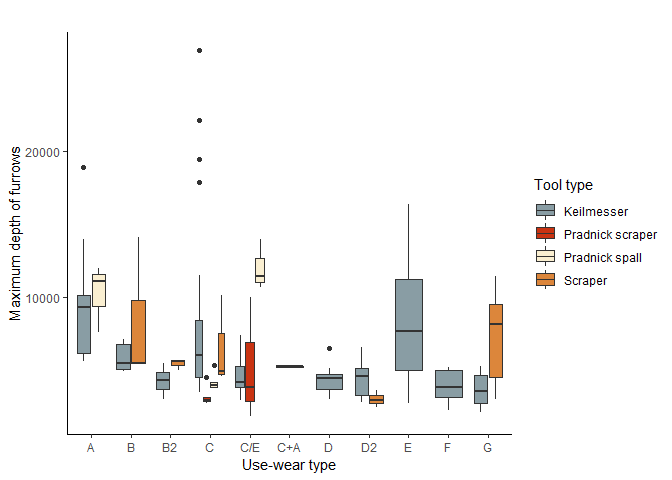 Maximum depth of furrows
20000
10000
A B B2 C C/E C+A D D2 E F G
Use-wear type
Tool type
Keilmesser
Pradnick scraper
Pradnick spall
Scraper